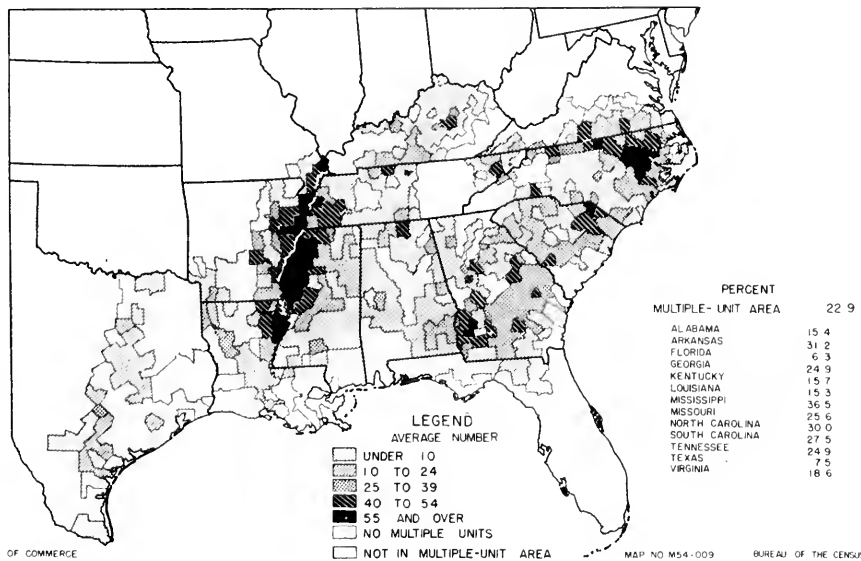 PERCENT
MULTIPLE-UNIT AREA 22 9
ALABAMA 15 4
ARKANSAS 31 2
FLORIDA 6 3
GEORGIA 24 9
KENTUCKY 15 7
LOUISIANA 15 3
MISSISSIPPI 36 5
MISSOURI 25 6
NORTH CAROLINA 30 0
SOUTH CAROLINA 27 5
TENNESSEE 24 9
TEXAS 7 5
VIRGINIA 18 6
LEGEND
AVERAGE NUMBER
UNDER 10
10 TO 24
25 TO 39
40 TO 54
55 AND OVER
NO MULTIPLE UNITS
NOT IN MULTIPLE-UNIT AREA
OF COMMERCE MAP NO M54-009 BUREAU OF THE CENSUS